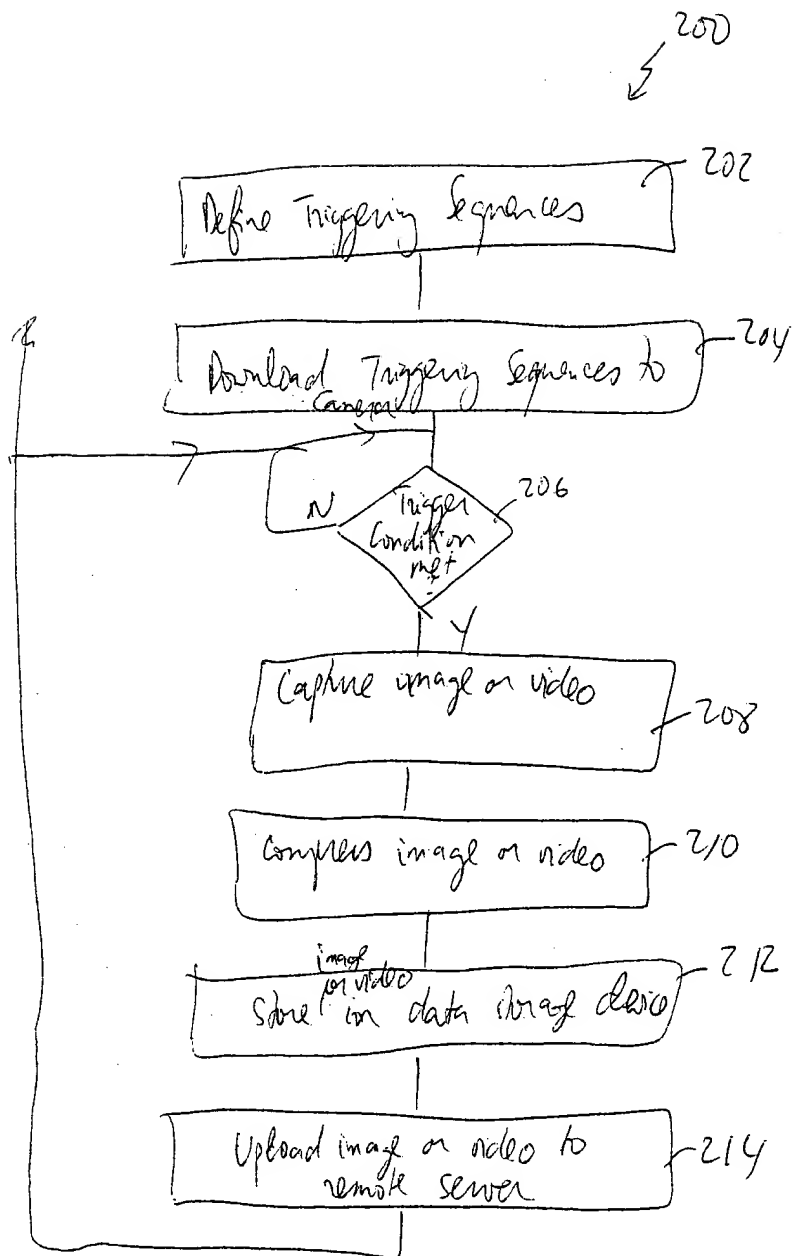 200
202
Define Triggering Sequences
204
Download Triggering Sequences to
Camera
N
206
Trigger
Condition
met
Y
Capture image or video
208
Compress image or video
210
image
or video
212
Store in data storage device
Upload image or video to
214
remote server